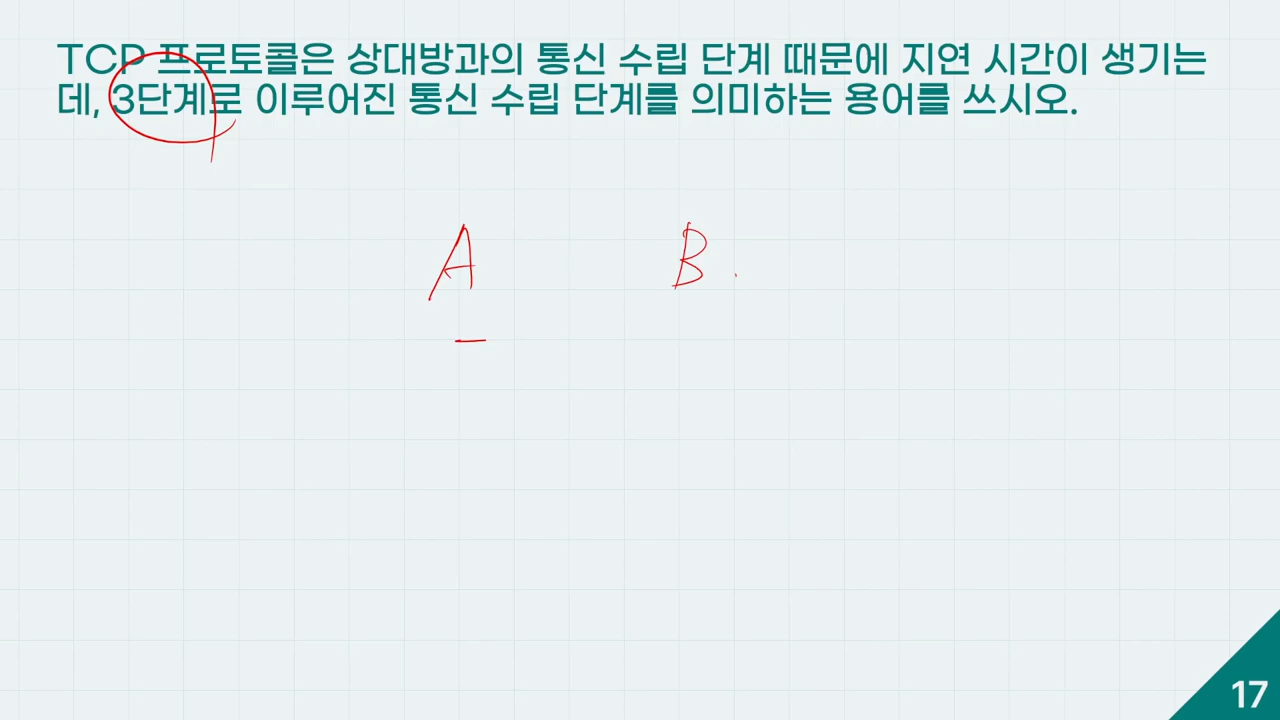 TCP 프로토콜은 상대방과의 통신 수립 단계 때문에 지연 시간이 생기는
데, 3단계로 이루어진 통신 수립 단계를 의미하는 용어를 쓰시오.
A B
17